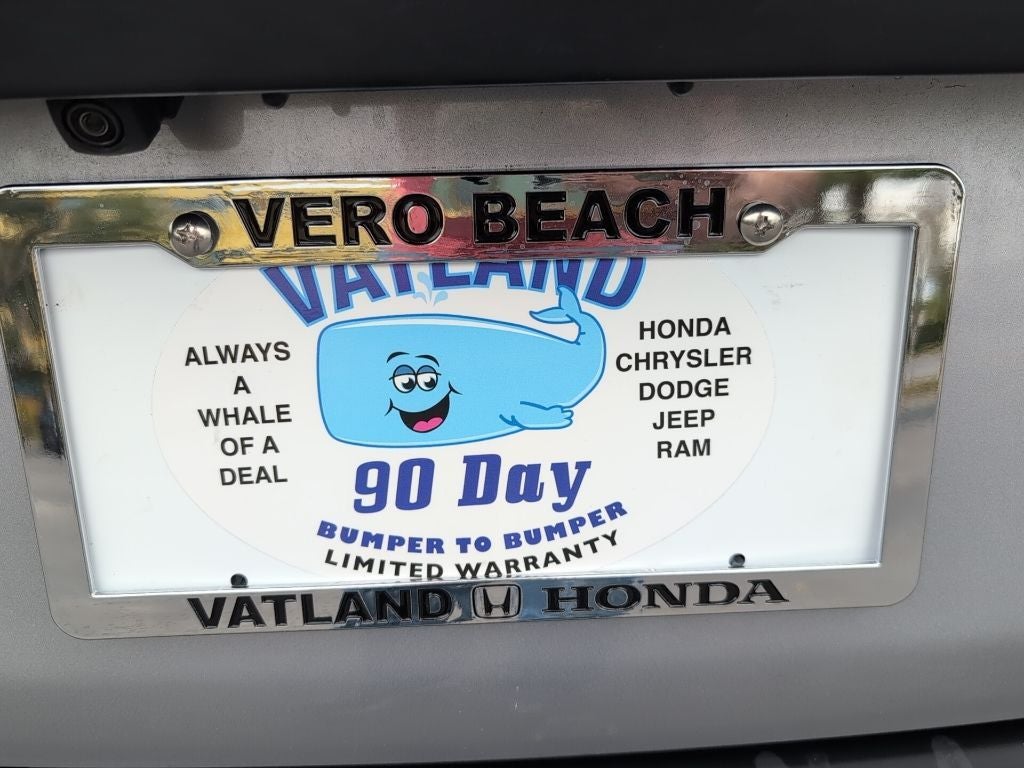 VERO BEACH
VATLAND
ALWAYS
A
WHALE
OF A
DEAL
HONDA
CHRYSLER
DODGE
JEEP
RAM
90 Day
BUMPER TO BUMPER
LIMITED WARRANTY
VATLAND H HONDA